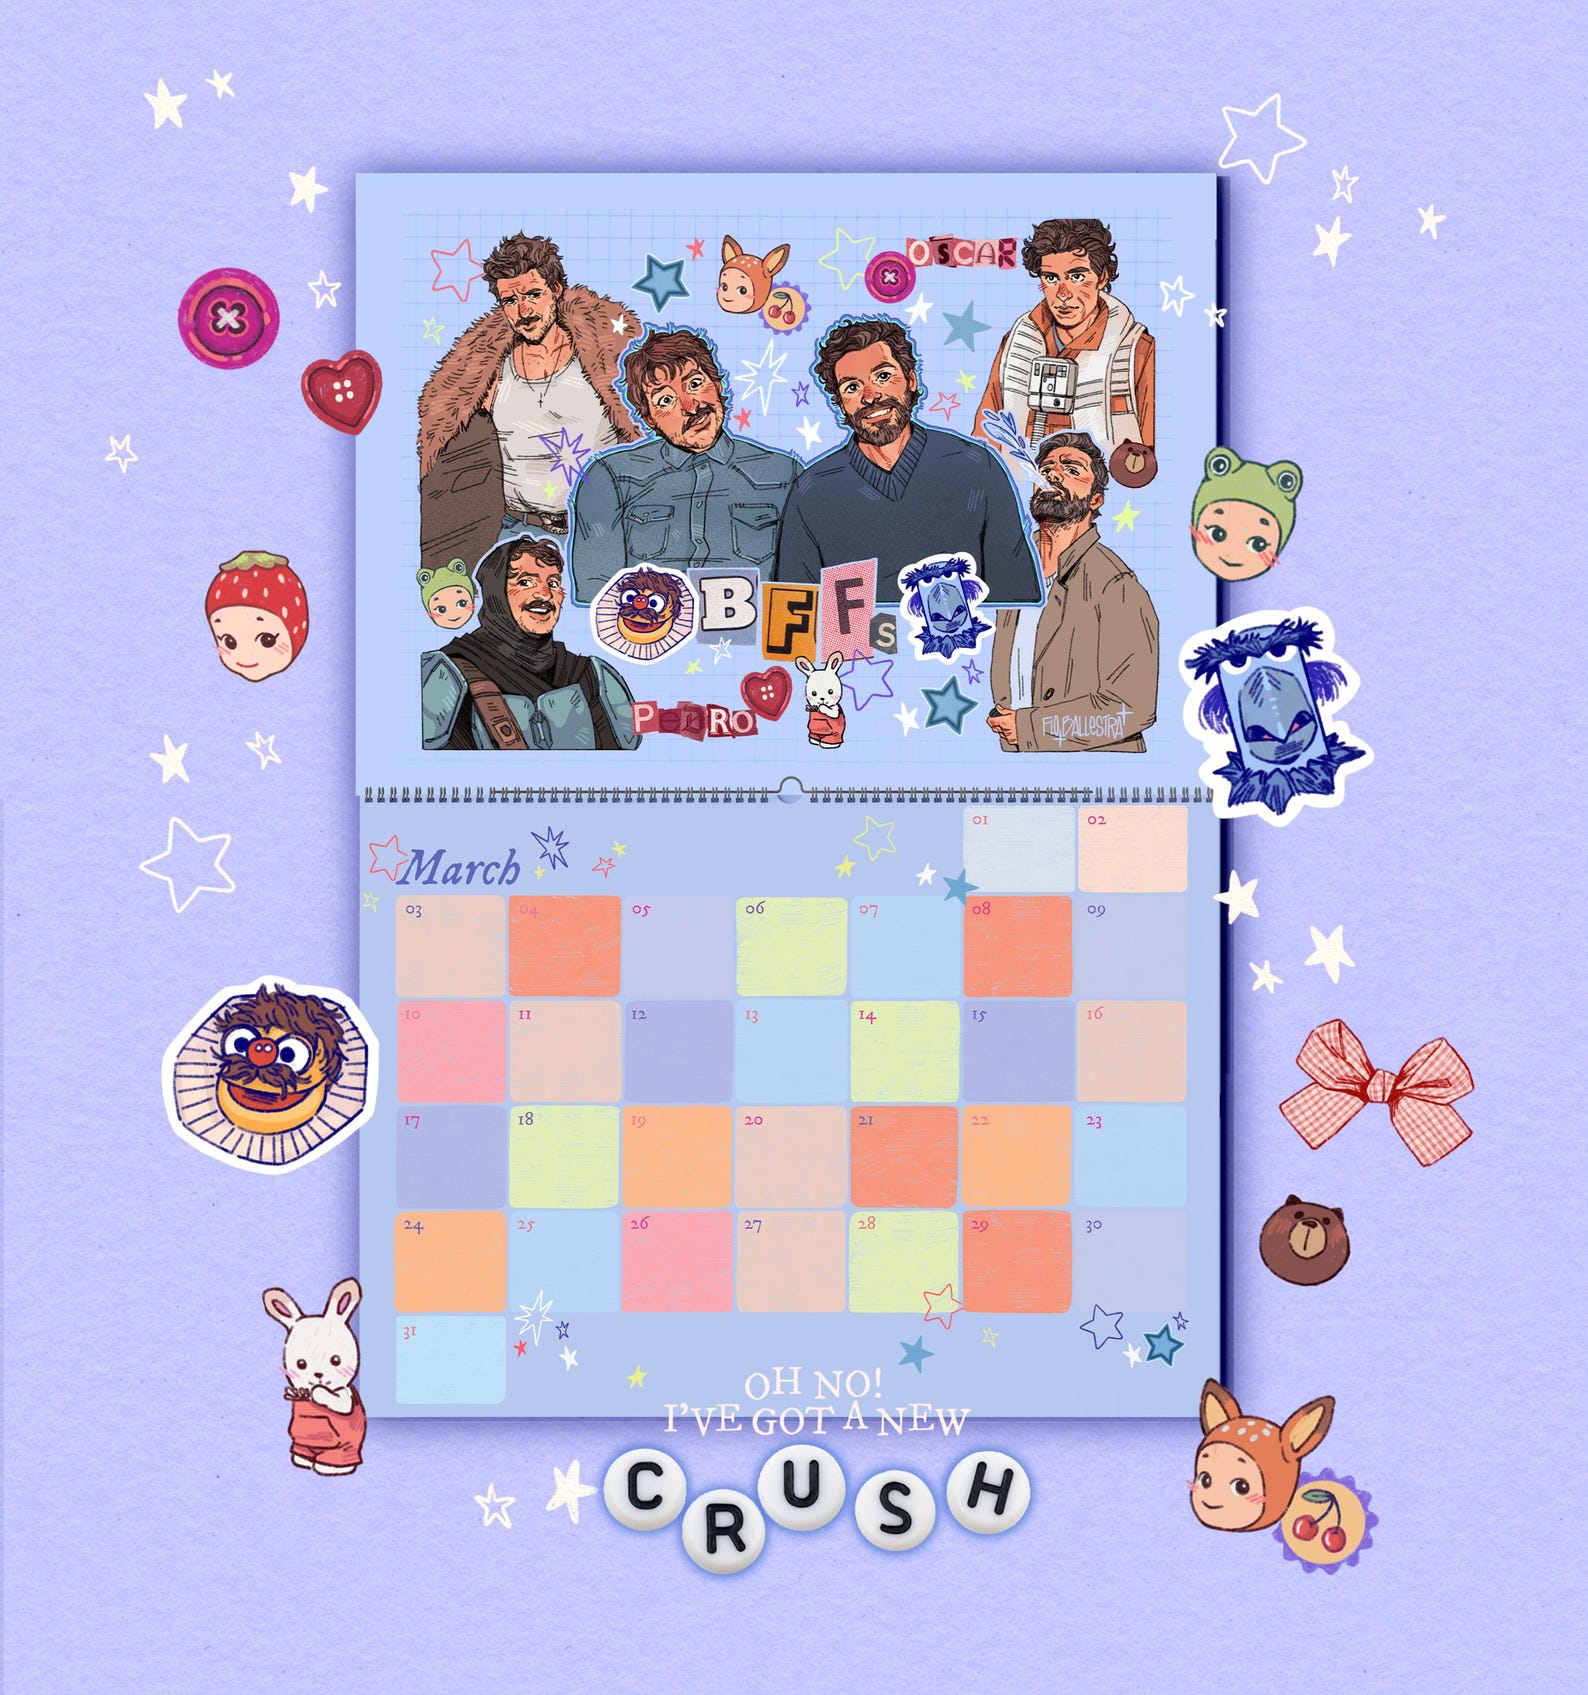 OSCAR
BFFs
PEDRO
FLOBALLESTRA
March
01 02
03 04 05 06 07 08 09
10 11 12 13 14 15 16
17 18 19 20 21 22 23
24 25 26 27 28 29 30
31
OH NO!
I'VE GOT A NEW
CRUSH